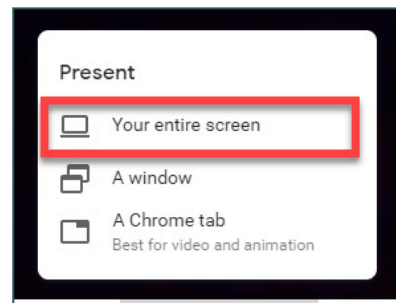 Present
Your entire screen
A window
A Chrome tab
Best for video and animation